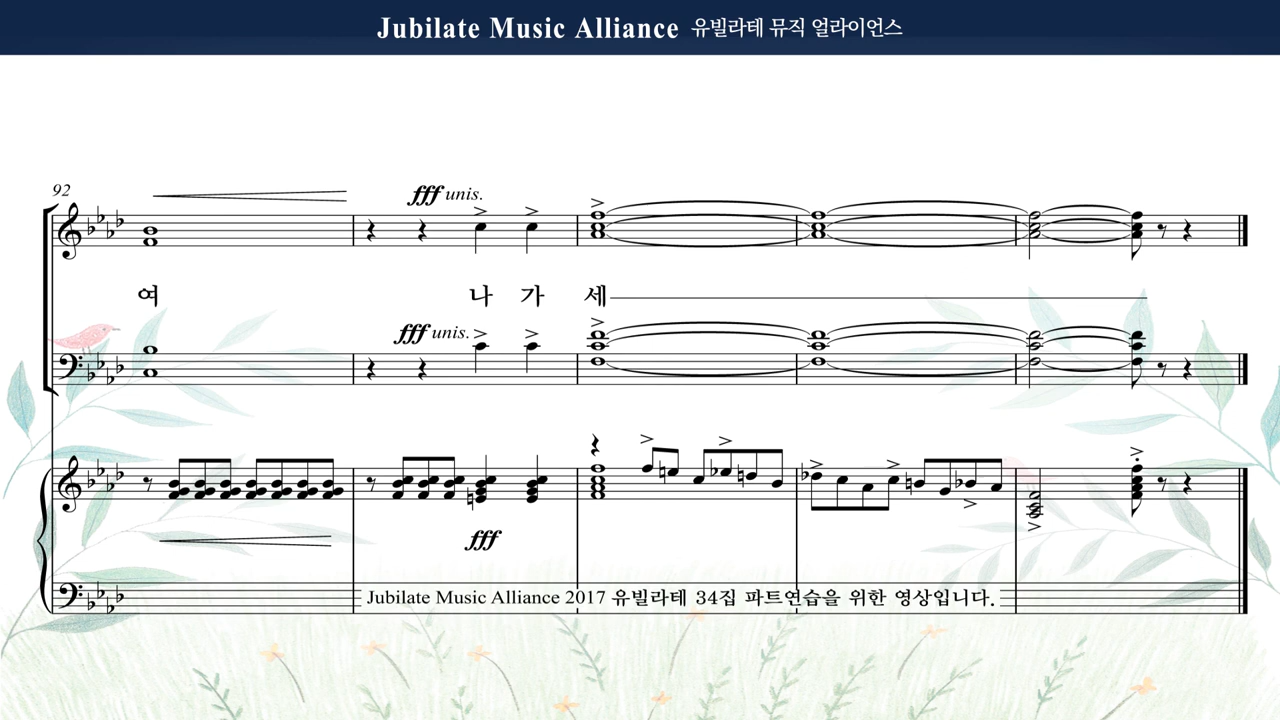 Jubilate Music Alliance 유빌라테 뮤직 얼라이언스
92
fff unis.
여 나 가 세
fff unis.
fff
Jubilate Music Alliance 2017 유빌라테 34집 파트연습을 위한 영상입니다.